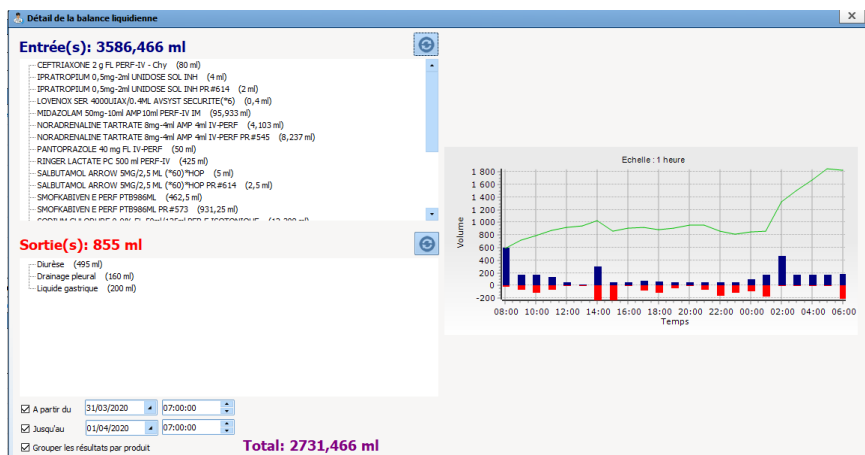 Détail de la balance liquidienne
Entrée(s): 3586,466 ml
CEFTRIAXONE 2 g FL PERF-IV - Chy (80 ml)
IPRATROPIUM 0,5mg-2ml UNIDOSE SOL INH (4 ml)
IPRATROPIUM 0,5mg-2ml UNIDOSE SOL INH PR#614 (2 ml)
LOVENOX SER 4000UIAX/0.4ML AVSYST SECURITE(*6) (0,4 ml)
MIDAZOLAM 50mg-10ml AMP10ml PERF-IV IM (95,933 ml)
NORADRENALINE TARTRATE 8mg-4ml AMP 4ml IV-PERF (4,103 ml)
NORADRENALINE TARTRATE 8mg-4ml AMP 4ml IV-PERF PR#545 (8,237 ml)
PANTOPRAZOLE 40 mg FL IV-PERF (50 ml)
RINGER LACTATE PC 500 ml PERF-IV (425 ml)
SALBUTAMOL ARROW 5MG/2,5 ML (*60)*HOP (5 ml)
SALBUTAMOL ARROW 5MG/2,5 ML (*60)*HOP PR#614 (2,5 ml)
SMOFKABIVEN E PERF PTB986ML (462,5 ml)
SMOFKABIVEN E PERF PTB986ML PR#573 (931,25 ml)
Sortie(s): 855 ml
Diurèse (495 ml)
Drainage pleural (160 ml)
Liquide gastrique (200 ml)
A partir du 31/03/2020 07:00:00
Jusqu'au 01/04/2020 07:00:00
Grouper les résultats par produit
Total: 2731,466 ml
Echelle : 1 heure
Volume
1 800
1 600
1 400
1 200
1 000
800
600
400
200
0
-200
08:00 10:00 12:00 14:00 16:00 18:00 20:00 22:00 00:00 02:00 04:00 06:00
Temps